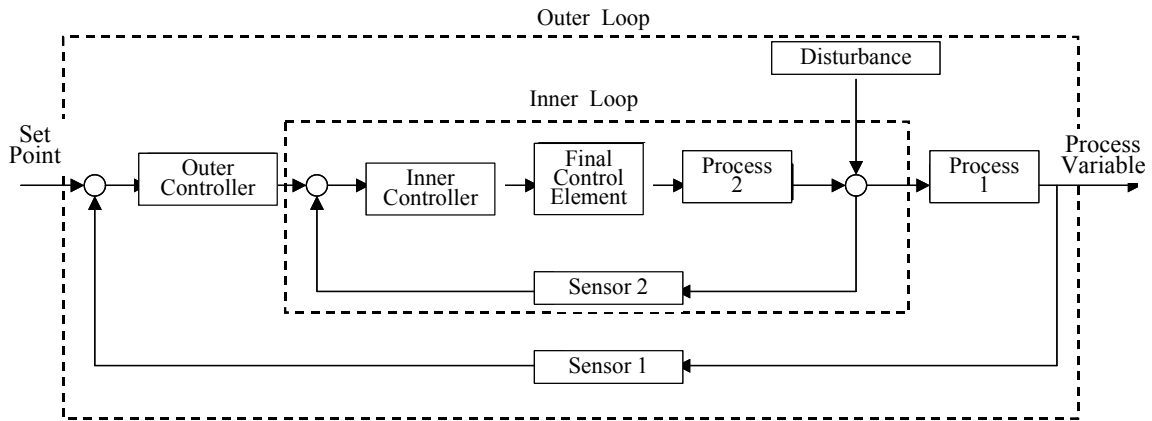 Outer Loop
Disturbance
Inner Loop
Set
Point
Outer
Controller
Inner
Controller
Final
Control
Element
Process
2
Process
1
Process
Variable
Sensor 2
Sensor 1